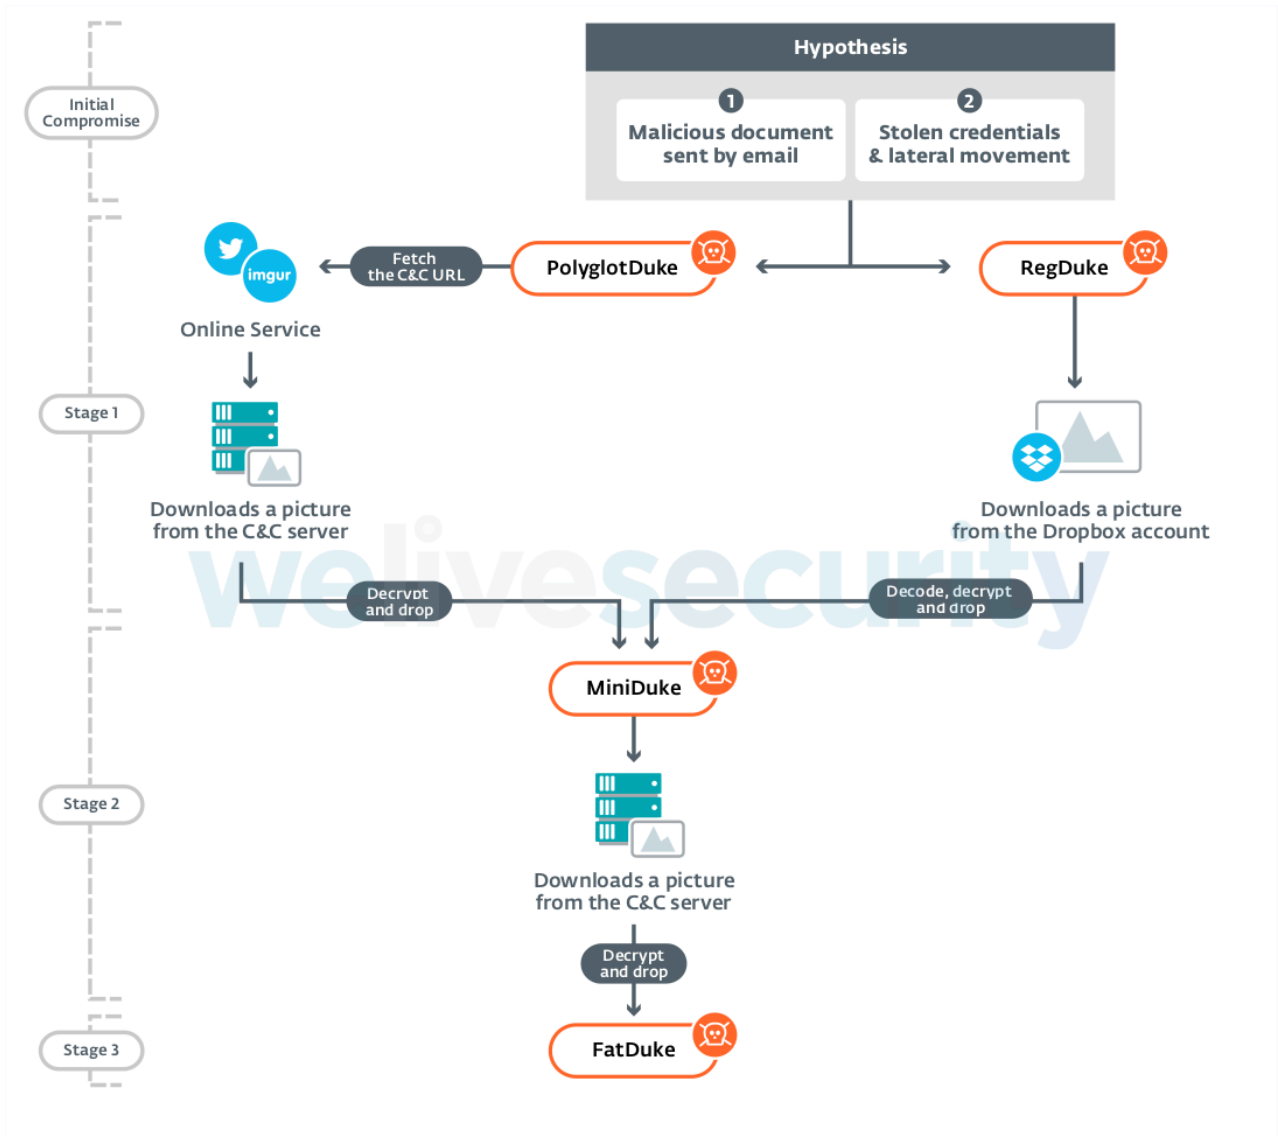 Hypothesis
Initial
Compromise
1
2
Malicious document
sent by email
Stolen credentials
& lateral movement
imgur
Fetch
the C&C URL
PolyglotDuke
RegDuke
Online Service
Stage 1
Downloads a picture
from the C&C server
Downloads a picture
from the Dropbox account
welivesecurity
Decrypt
and drop
Decode, decrypt
and drop
MiniDuke
Stage 2
Downloads a picture
from the C&C server
Decrypt
and drop
Stage 3
FatDuke